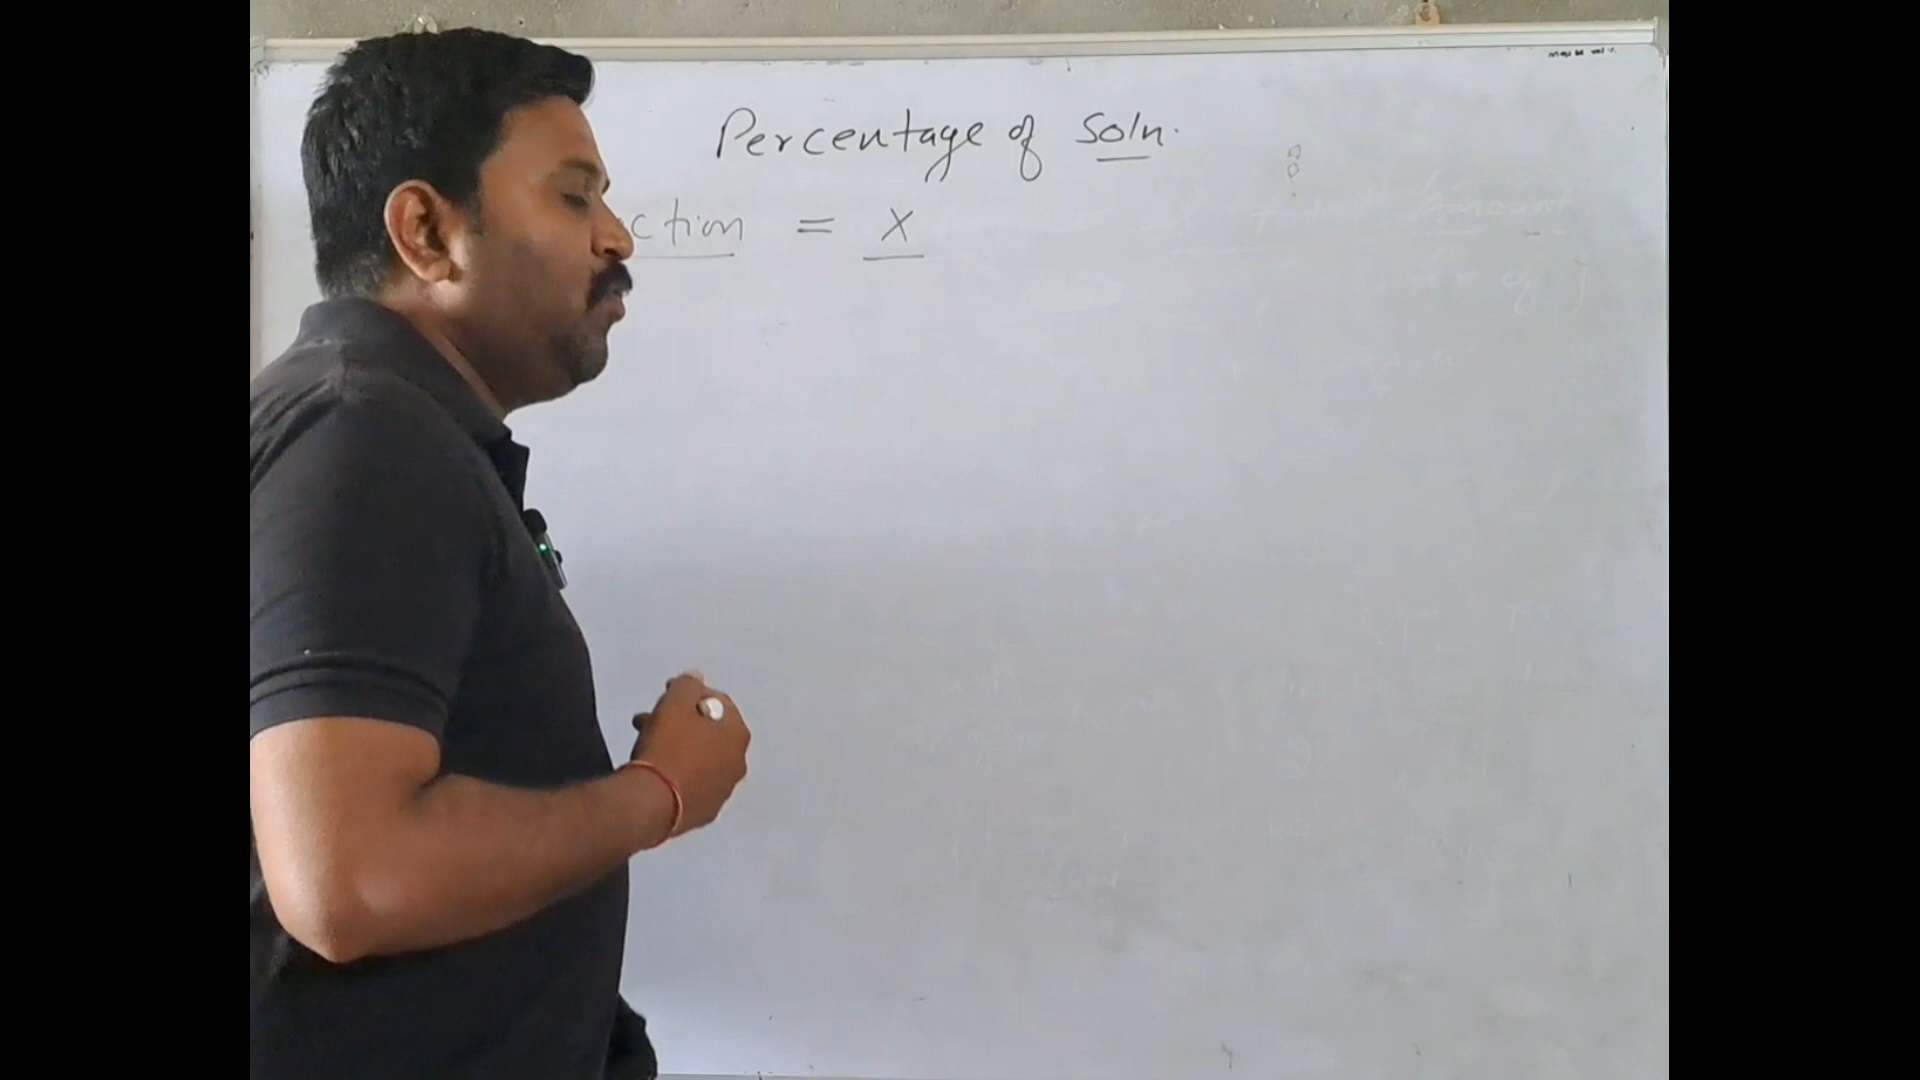 Percentage of soln.
ction = x